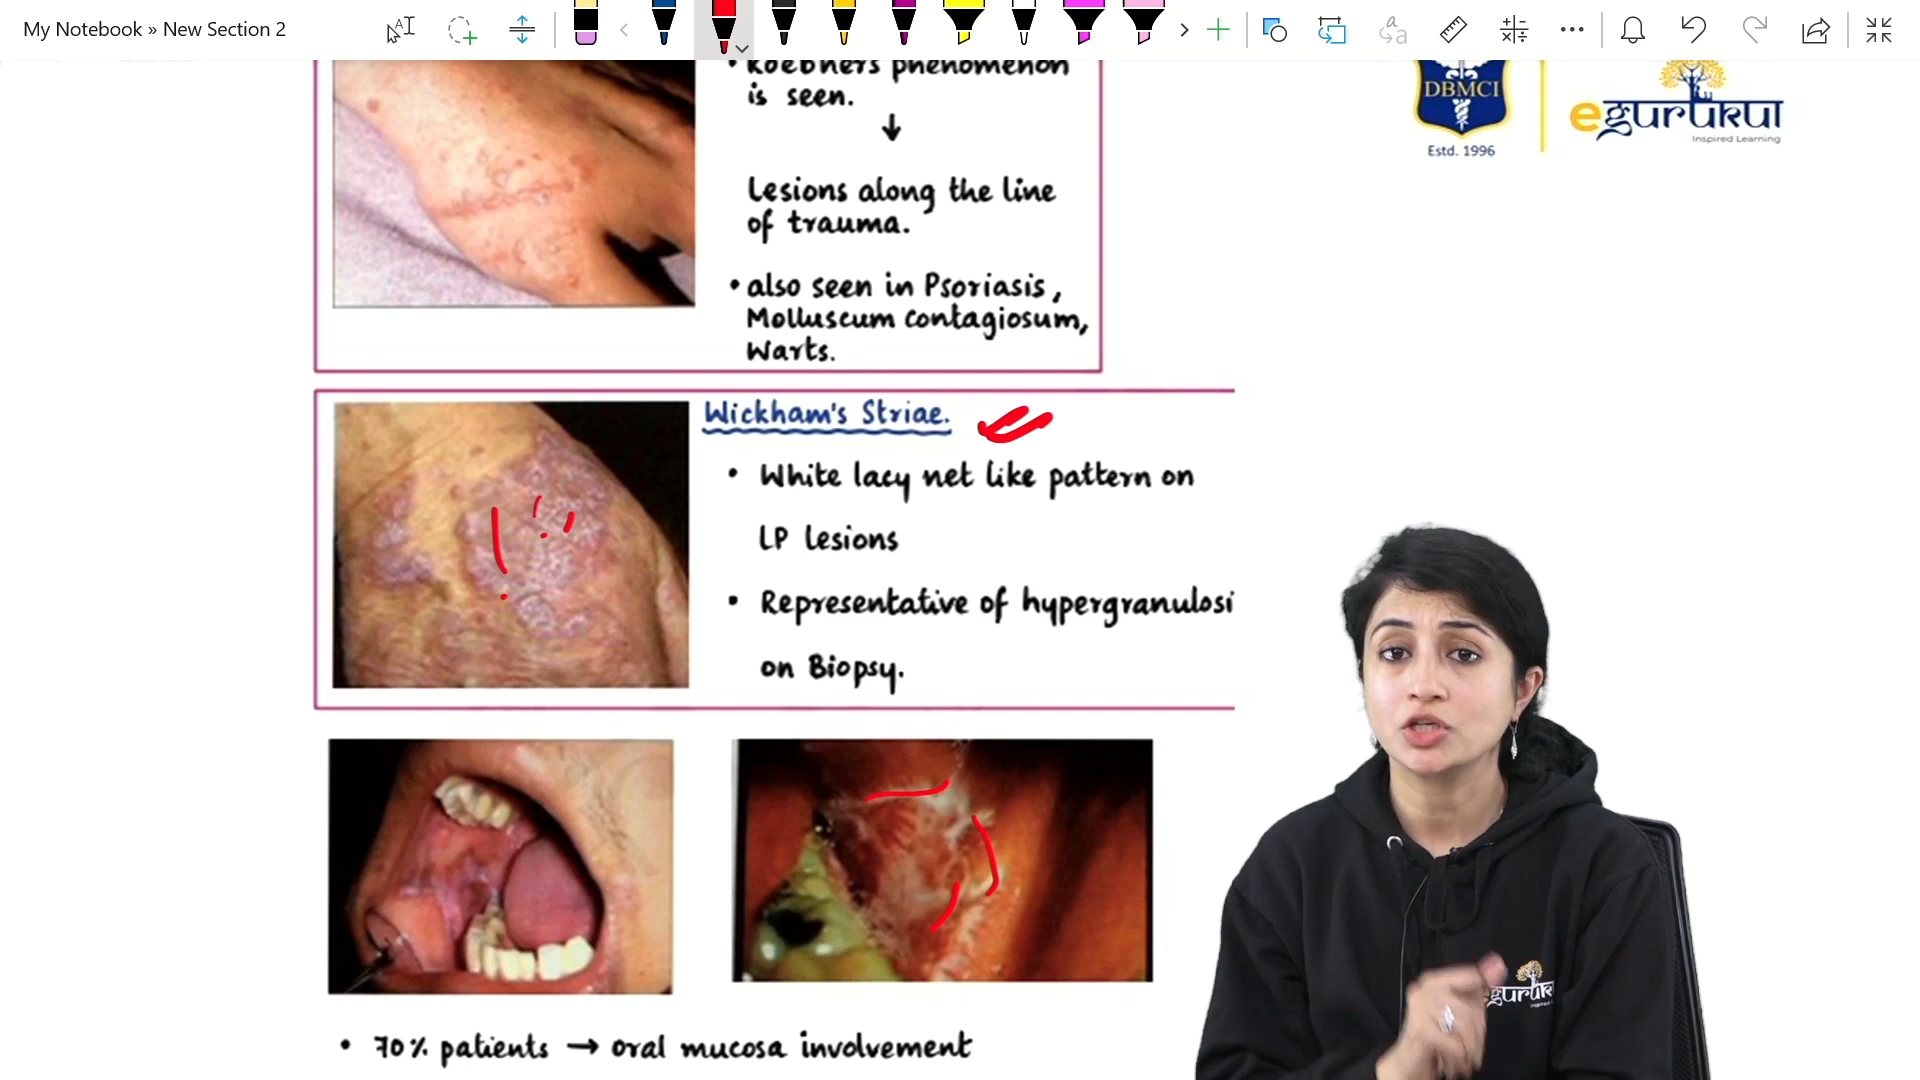 My Notebook » New Section 2
• Koebner's phenomenon
is seen.
↓
Lesions along the line
of trauma.
• also seen in Psoriasis,
Molluscum contagiosum,
Warts.
DBMCI
Estd. 1996
eगurukul
Inspired Learning
Wickham's Striae.
• White lacy net like pattern on
LP lesions
• Representative of hypergranulosi
on Biopsy.
• 70% patients → oral mucosa involvement